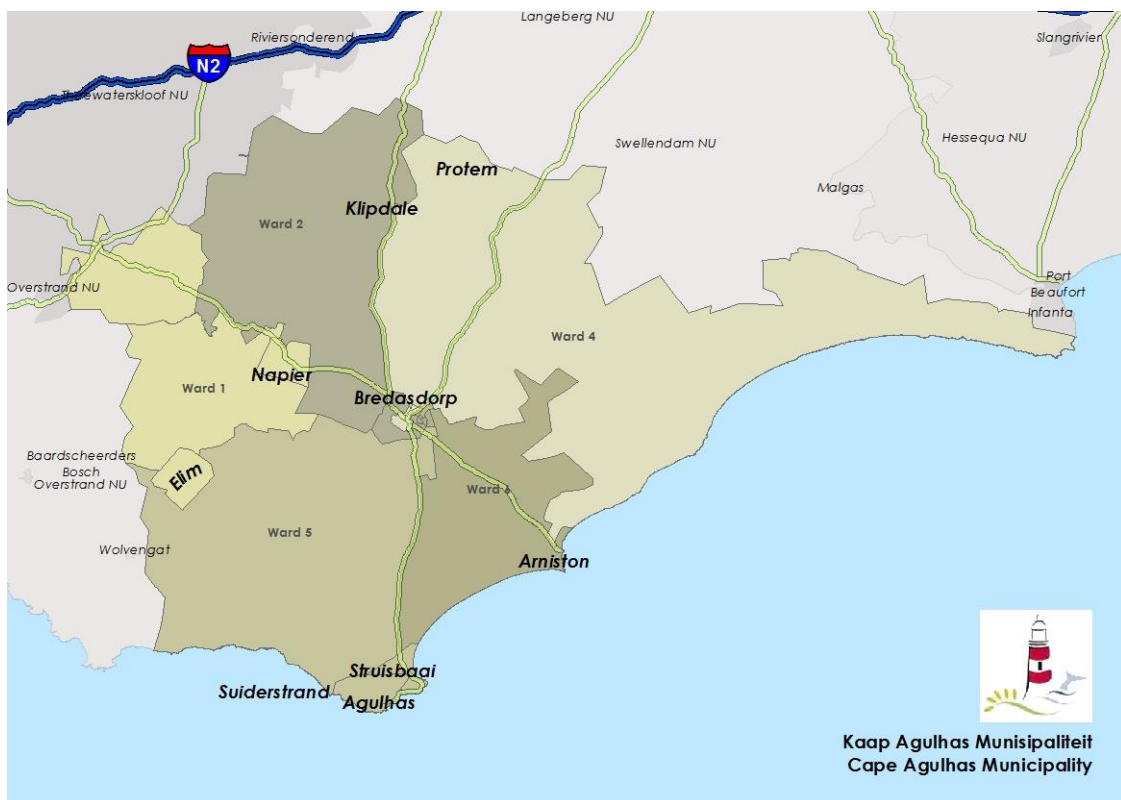 Langeberg NU
Riviersonderend
Slangrivier
N2
Theewaterskloof NU
Swellendam NU
Hessequa NU
Protem
Malgas
Klipdale
Ward 2
Port
Beaufort
Infanta
Overstrand NU
Ward 4
Napier
Ward 1
Bredasdorp
Baardscheerders
Bosch
Overstrand NU
Elim
Ward 6
Ward 5
Wolvengat
Arniston
Struisbaai
Suiderstrand
Agulhas
Kaap Agulhas Munisipaliteit
Cape Agulhas Municipality